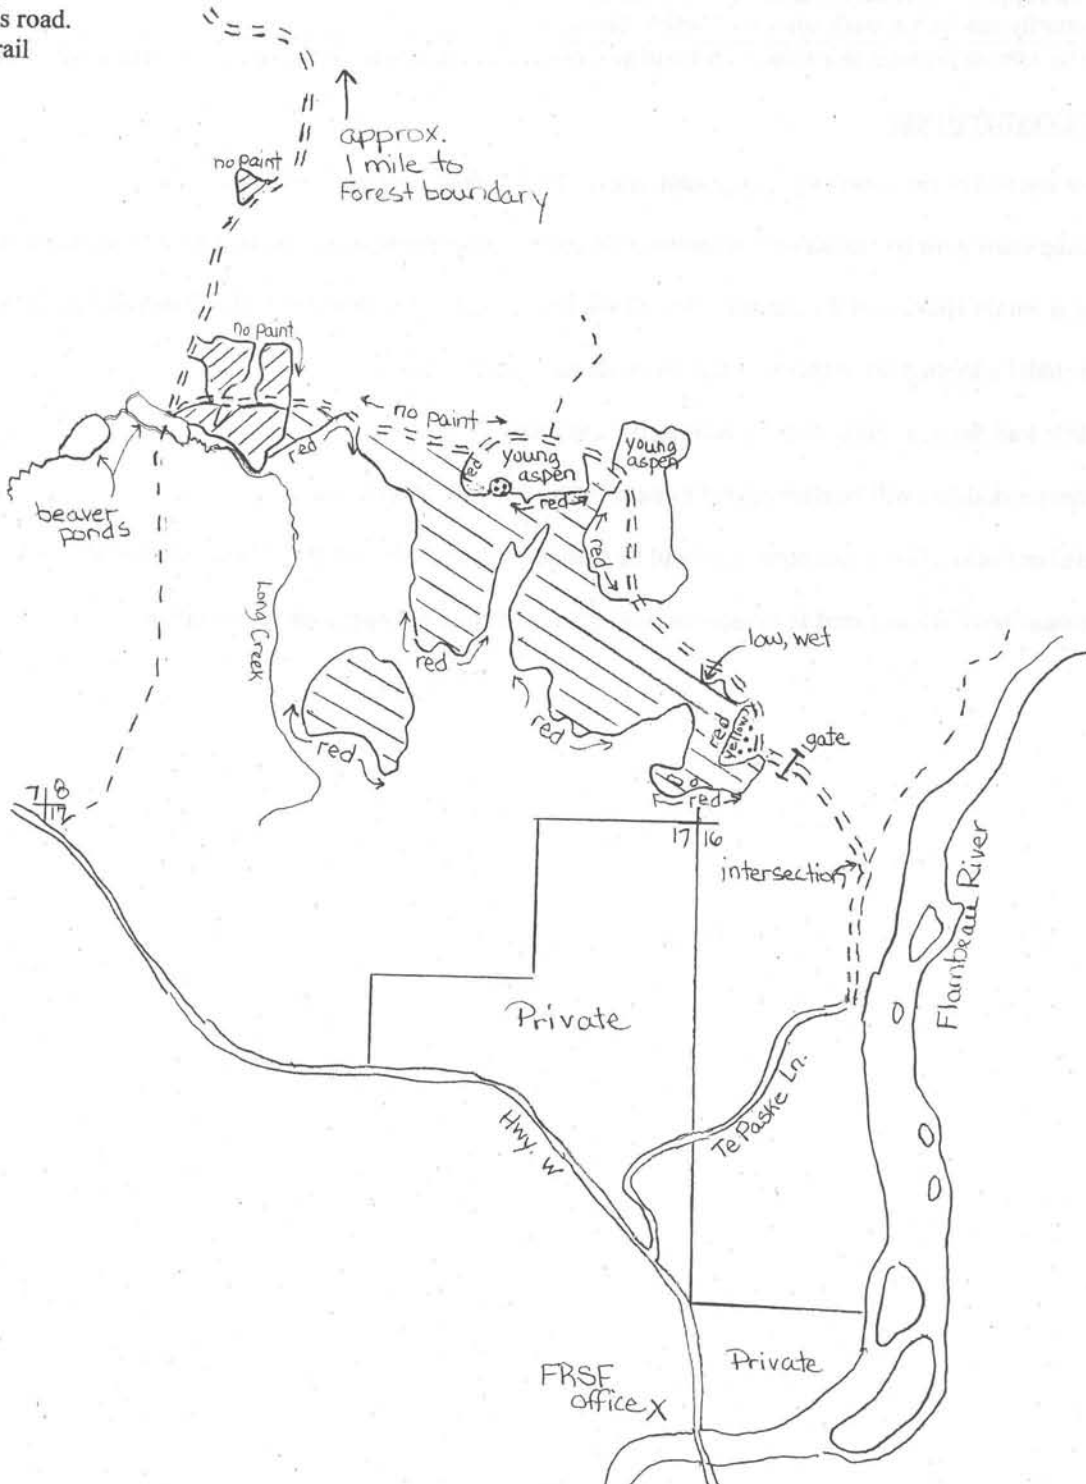 s road.
rail
approx.
1 mile to
Forest boundary
no paint
no paint
no paint
red
red
young
aspen
red
young
aspen
red
beaver
ponds
Long Creek
red
low, wet
red
red
red
yellow
gate
7 8
17
red
17 16
intersection
Flambeau River
Private
Te Paske Ln.
Hwy. W
Private
FRSF
office X